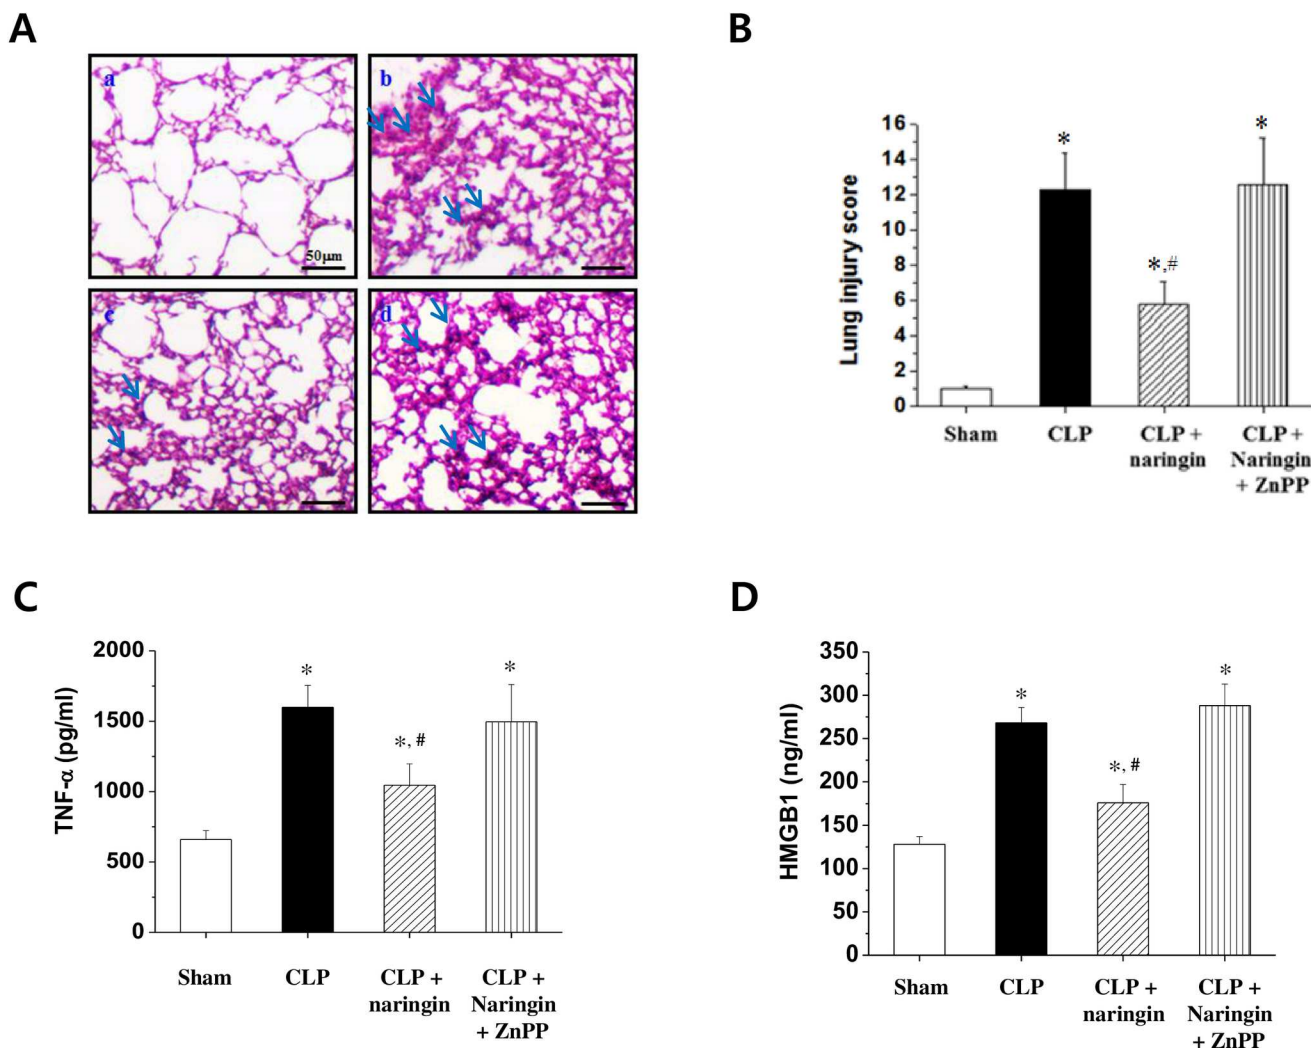 A
a
b
50μm
c
d
B
Lung injury score
16
14
12
10
8
6
4
2
0
*
*,#
*
Sham
CLP
CLP +
naringin
CLP +
Naringin
+ ZnPP
C
TNF-α (pg/ml)
2000
1500
1000
500
0
*
*, #
*
Sham
CLP
CLP +
naringin
CLP +
Naringin
+ ZnPP
D
HMGB1 (ng/ml)
350
300
250
200
150
100
50
0
*
*, #
*
Sham
CLP
CLP +
naringin
CLP +
Naringin
+ ZnPP